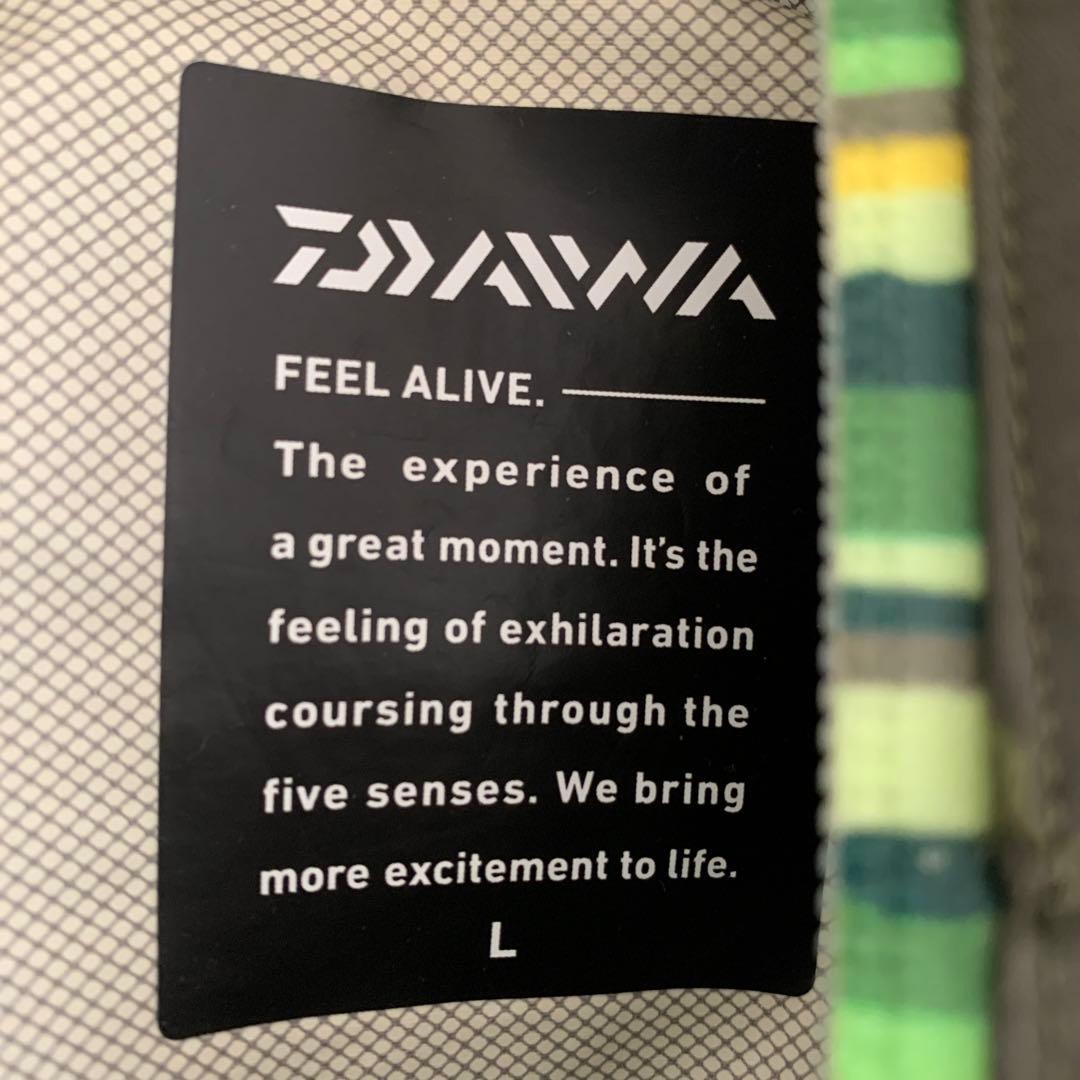 DAIWA
FEEL ALIVE.
The experience of
a great moment. It's the
feeling of exhilaration
coursing through the
five senses. We bring
more excitement to life.
L